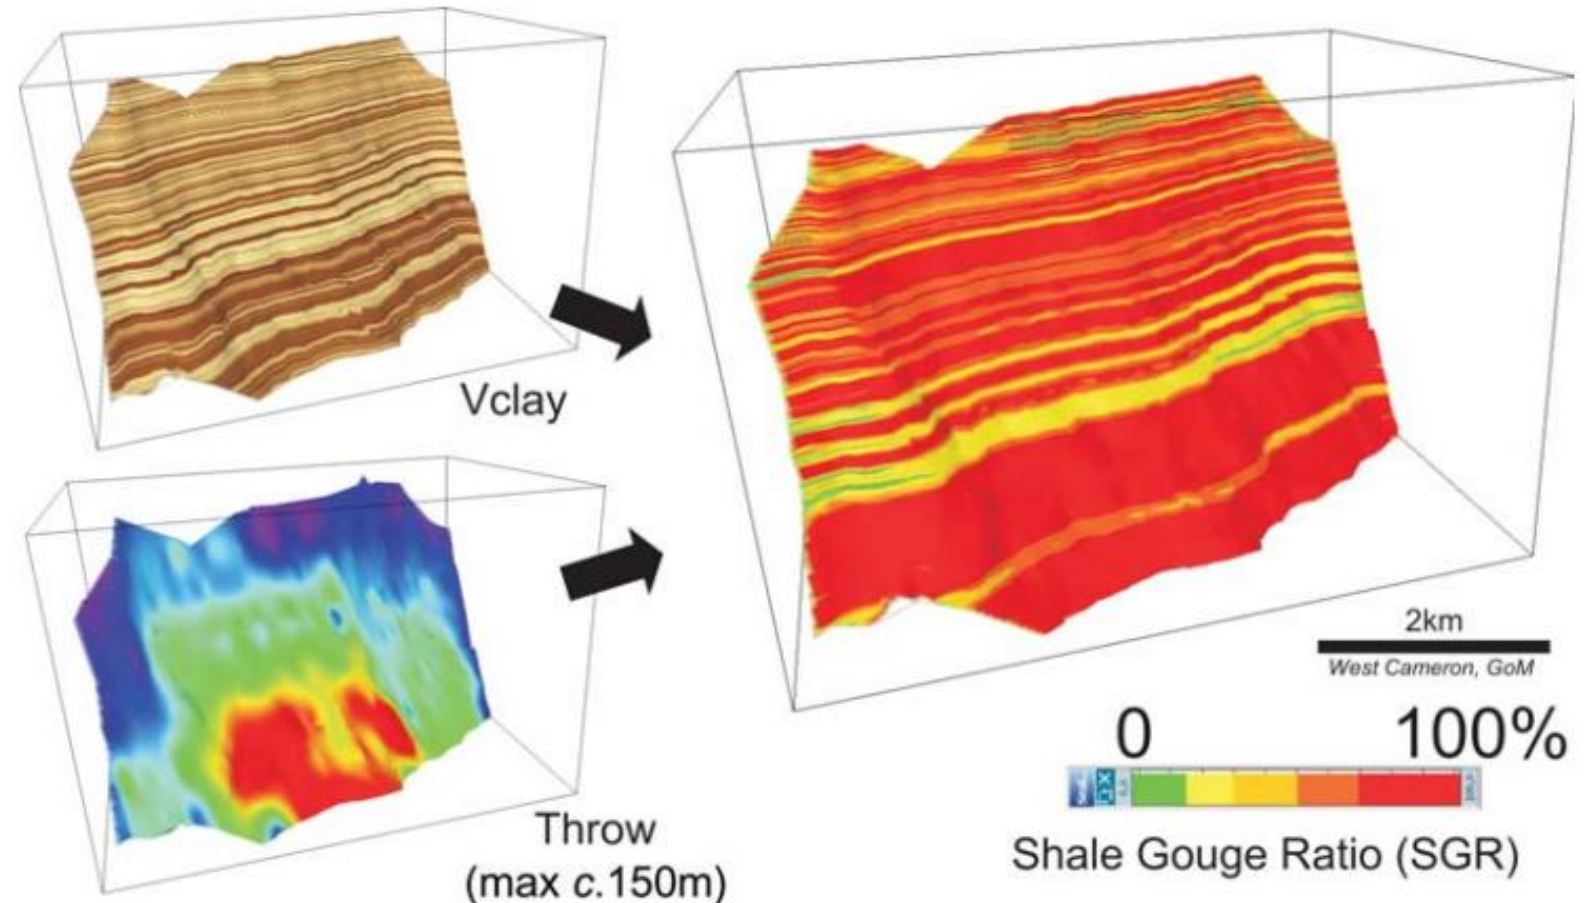 Vclay
Throw
(max c.150m)
2km
West Cameron, GoM
0 100%
Shale Gouge Ratio (SGR)